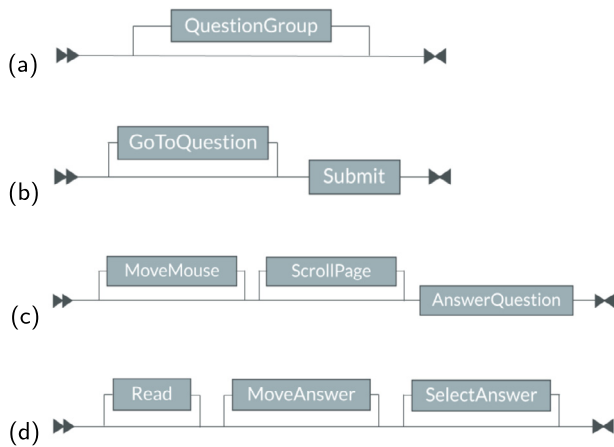 QuestionGroup
(a)
GoToQuestion
(b) Submit
MoveMouse ScrollPage
(c) AnswerQuestion
Read MoveAnswer SelectAnswer
(d)